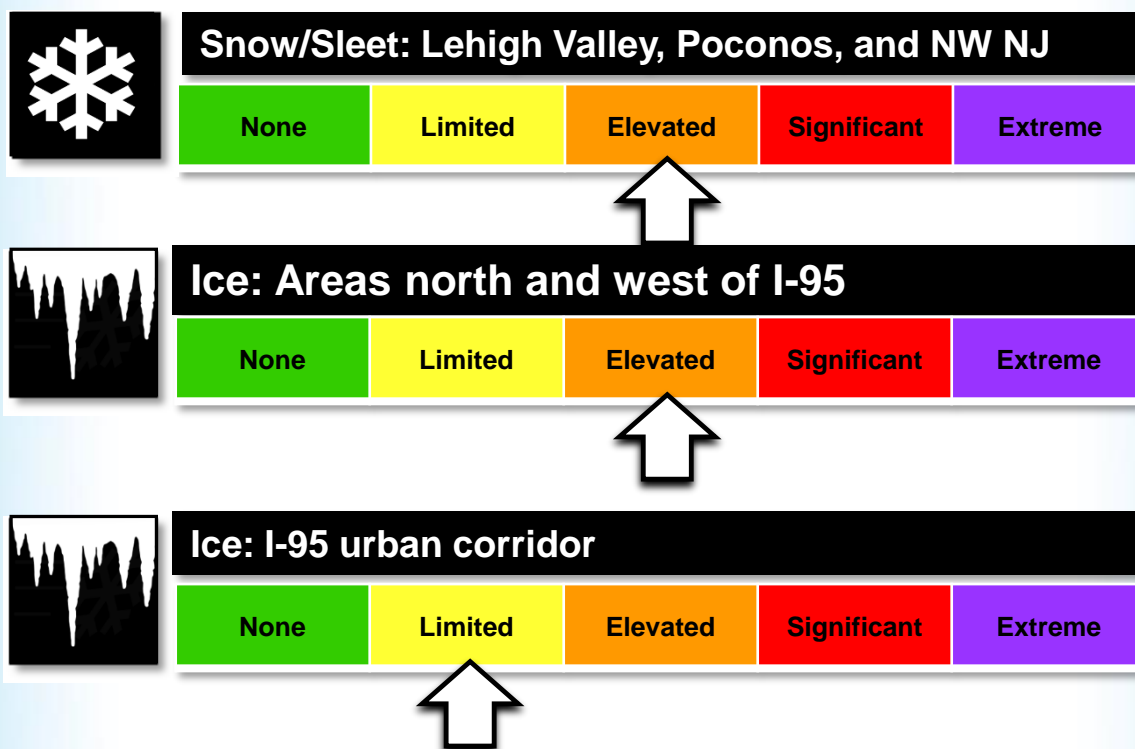 Snow/Sleet: Lehigh Valley, Poconos, and NW NJ
None Limited Elevated Significant Extreme
Ice: Areas north and west of I-95
None Limited Elevated Significant Extreme
Ice: I-95 urban corridor
None Limited Elevated Significant Extreme